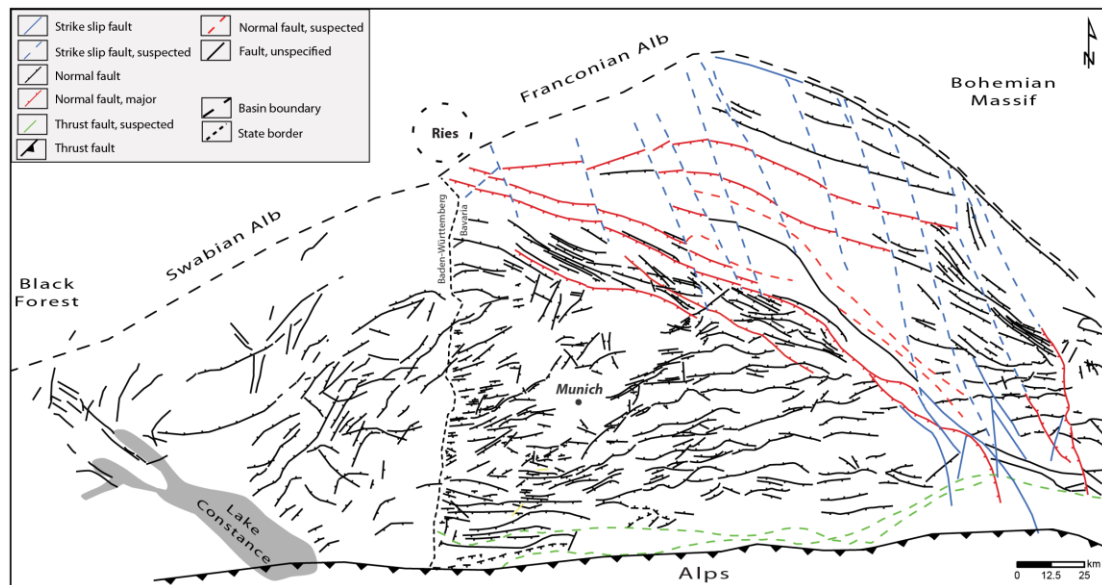 Strike slip fault
Strike slip fault, suspected
Normal fault
Normal fault, major
Thrust fault, suspected
Thrust fault
Normal fault, suspected
Fault, unspecified
Basin boundary
State border
N
Franconian Alb
Bohemian
Massif
Ries
Swabian Alb
Baden-Württemberg
Bavaria
Black
Forest
Munich
Lake
Constance
Alps
km
0 12.5 25